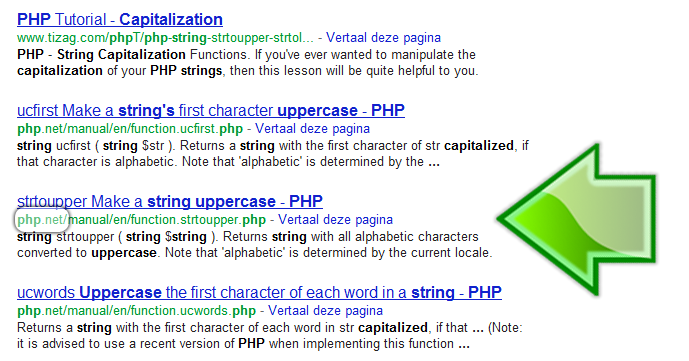 PHP Tutorial - Capitalization
www.tizag.com/phpT/php-string-strtoupper-strtol... - Vertaal deze pagina
PHP - String Capitalization Functions. If you've ever wanted to manipulate the
capitalization of your PHP strings, then this lesson will be quite helpful to you.
ucfirst Make a string's first character uppercase - PHP
php.net/manual/en/function.ucfirst.php - Vertaal deze pagina
string ucfirst ( string $str ). Returns a string with the first character of str capitalized, if
that character is alphabetic. Note that 'alphabetic' is determined by the ...
strtoupper Make a string uppercase - PHP
php.net/manual/en/function.strtoupper.php - Vertaal deze pagina
string strtoupper ( string $string ). Returns string with all alphabetic characters
converted to uppercase. Note that 'alphabetic' is determined by the current locale.
ucwords Uppercase the first character of each word in a string - PHP
php.net/manual/en/function.ucwords.php - Vertaal deze pagina
Returns a string with the first character of each word in str capitalized, if that ... (Note:
it is advised to use a recent version of PHP when implementing this function ...